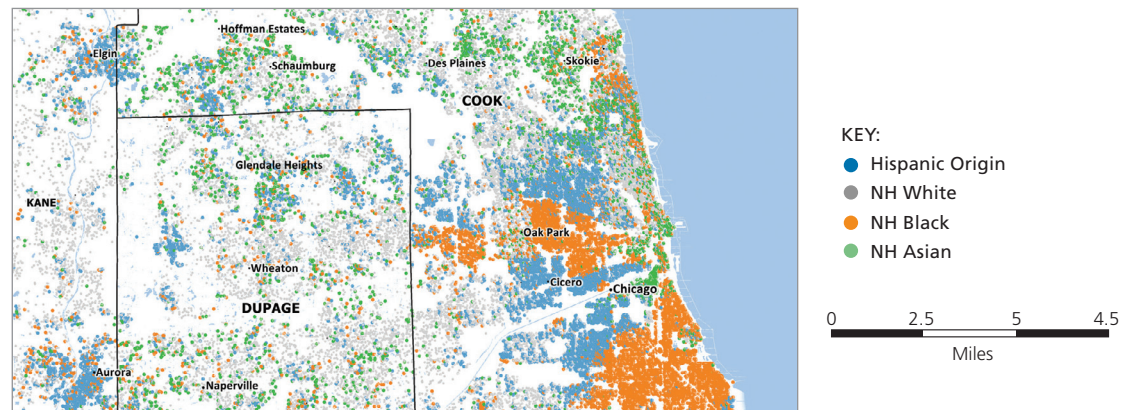 Hoffman Estates
Elgin
Schaumburg
Des Plaines
Skokie
COOK
Glendale Heights
KANE
Oak Park
Wheaton
Cicero
Chicago
DUPAGE
Aurora
Naperville
KEY:
Hispanic Origin
NH White
NH Black
NH Asian
0 2.5 5 4.5
Miles